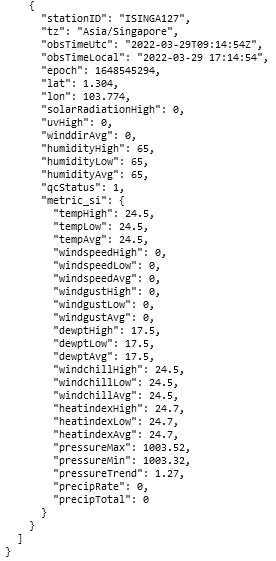 {
"stationID": "ISINGA127",
"tz": "Asia/Singapore",
"obsTimeUtc": "2022-03-29T09:14:54Z",
"obsTimeLocal": "2022-03-29 17:14:54",
"epoch": 1648545294,
"lat": 1.304,
"lon": 103.774,
"solarRadiationHigh": 0,
"uvHigh": 0,
"winddirAvg": 0,
"humidityHigh": 65,
"humidityLow": 65,
"humidityAvg": 65,
"qcStatus": 1,
"metric_si": {
"tempHigh": 24.5,
"tempLow": 24.5,
"tempAvg": 24.5,
"windspeedHigh": 0,
"windspeedLow": 0,
"windspeedAvg": 0,
"windgustHigh": 0,
"windgustLow": 0,
"windgustAvg": 0,
"dewptHigh": 17.5,
"dewptLow": 17.5,
"dewptAvg": 17.5,
"windchillHigh": 24.5,
"windchillLow": 24.5,
"windchillAvg": 24.5,
"heatindexHigh": 24.7,
"heatindexLow": 24.7,
"heatindexAvg": 24.7,
"pressureMax": 1003.52,
"pressureMin": 1003.32,
"pressureTrend": 1.27,
"precipRate": 0,
"precipTotal": 0
}
}
]
}